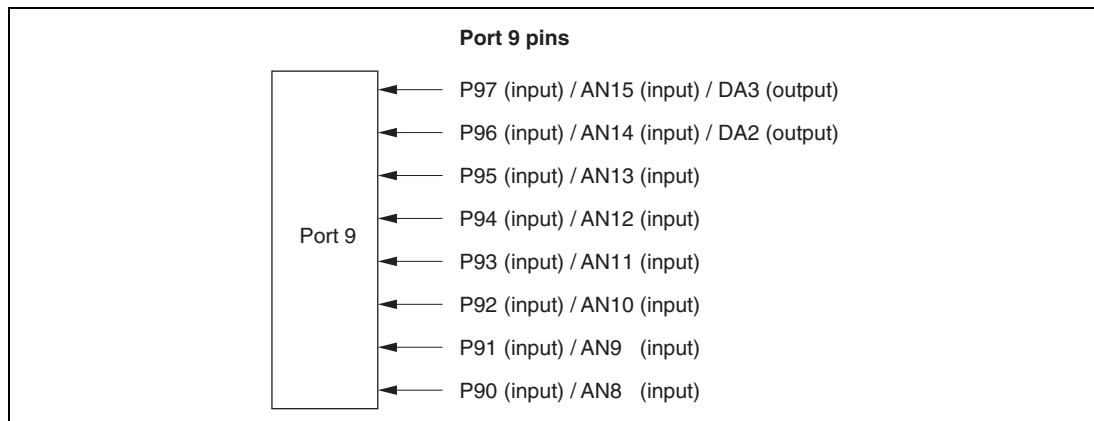 Port 9 pins
P97 (input) / AN15 (input) / DA3 (output)
P96 (input) / AN14 (input) / DA2 (output)
P95 (input) / AN13 (input)
P94 (input) / AN12 (input)
Port 9
P93 (input) / AN11 (input)
P92 (input) / AN10 (input)
P91 (input) / AN9 (input)
P90 (input) / AN8 (input)